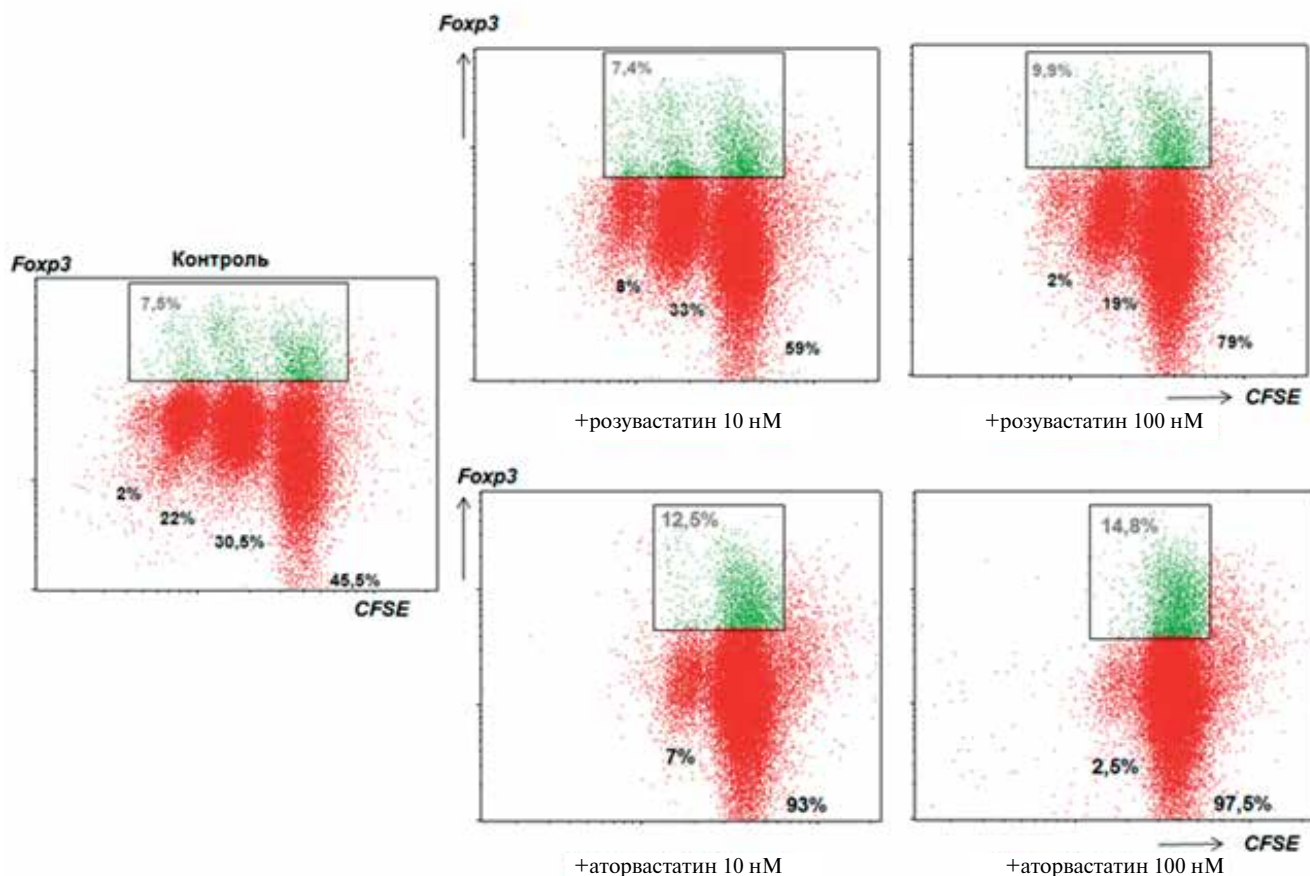 Foxp3
Контроль
7,5%
2%
22%
30,5%
45,5%
CFSE
Foxp3
7,4%
8%
33%
59%
+розувастатин 10 нМ
9,9%
2%
19%
79%
CFSE
+розувастатин 100 нМ
Foxp3
12,5%
7%
93%
+аторвастатин 10 нМ
14,8%
2,5%
97,5%
CFSE
+аторвастатин 100 нМ